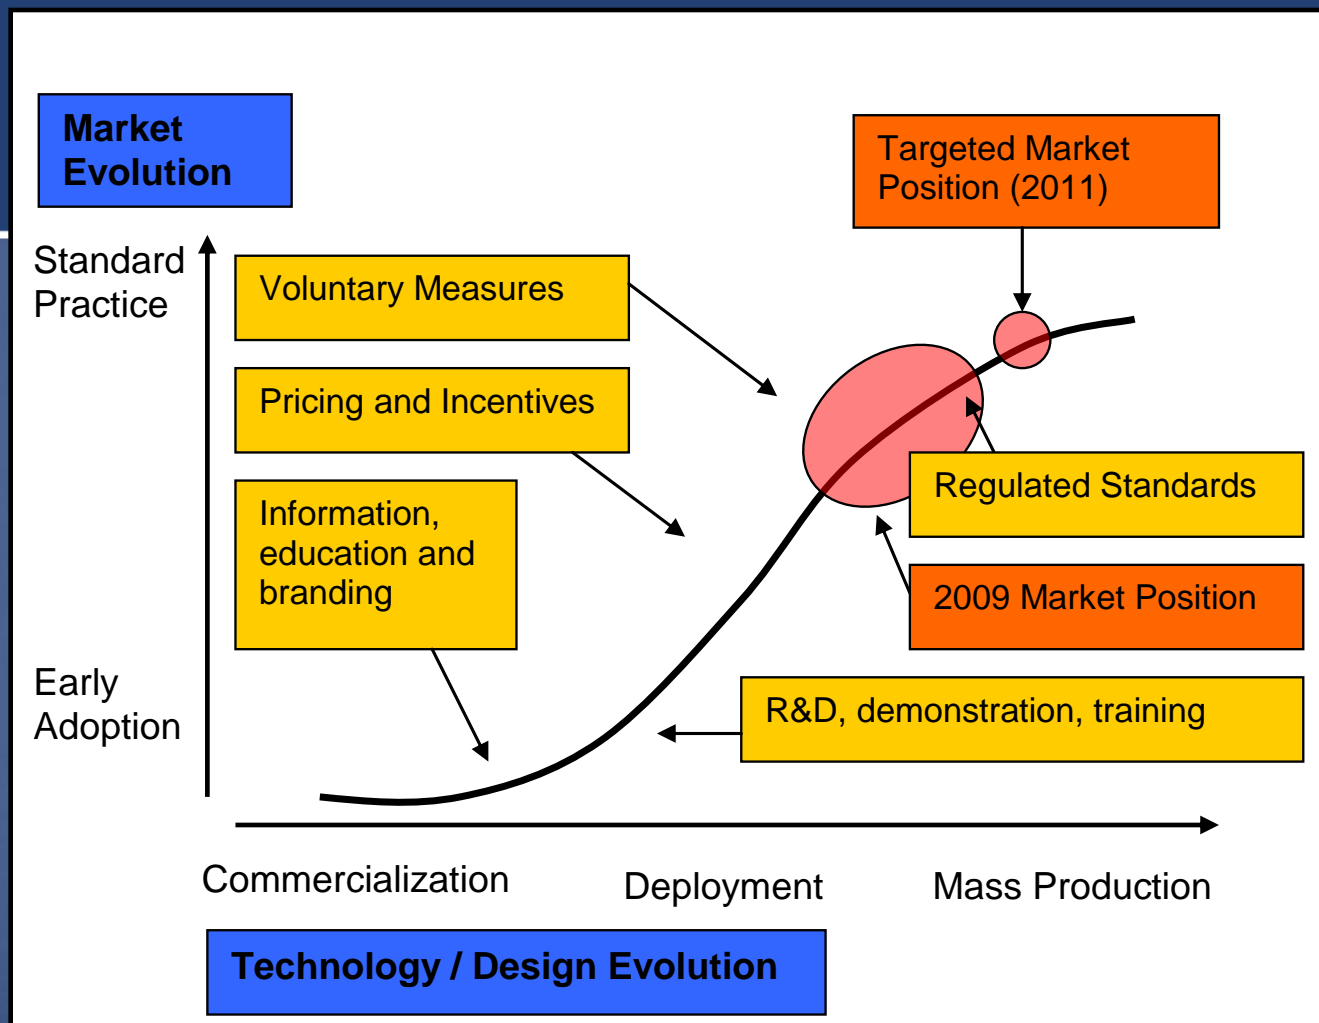 Market
Evolution
Targeted Market
Position (2011)
Standard
Practice
Voluntary Measures
Pricing and Incentives
Information,
education and
branding
Regulated Standards
2009 Market Position
Early
Adoption
R&D, demonstration, training
Commercialization
Deployment
Mass Production
Technology / Design Evolution